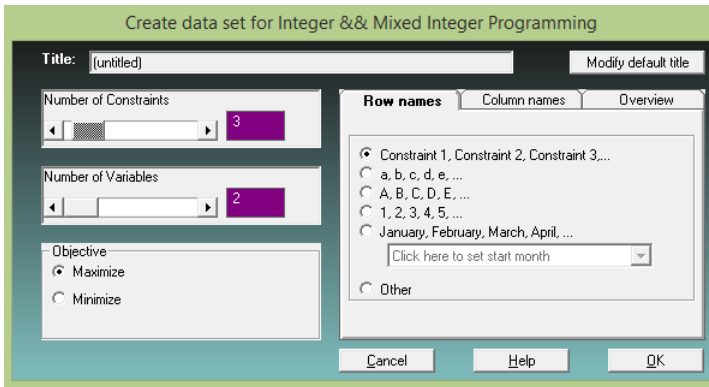 Create data set for Integer && Mixed Integer Programming
Title: (untitled) Modify default title
Number of Constraints
3
Number of Variables
2
Objective
Maximize
Minimize
Row names Column names Overview
Constraint 1, Constraint 2, Constraint 3,...
a, b, c, d, e, ...
A, B, C, D, E, ...
1, 2, 3, 4, 5, ...
January, February, March, April, ...
Click here to set start month
Other
Cancel Help OK